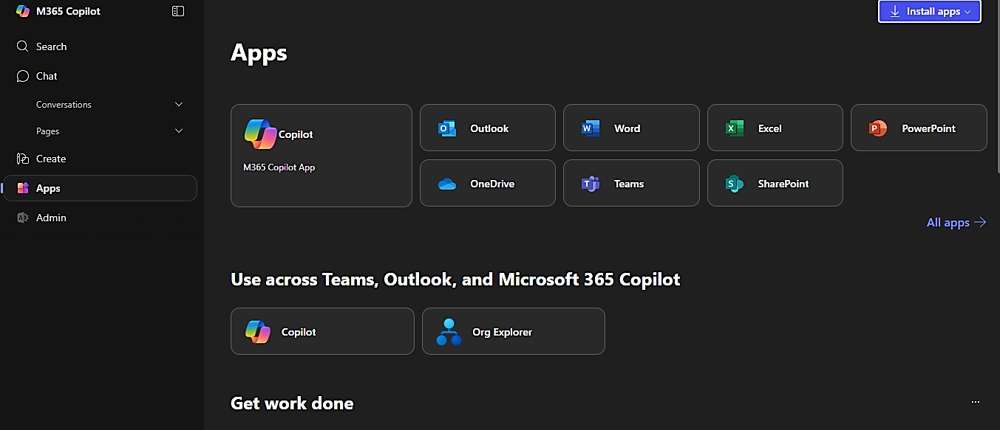 M365 Copilot
Search
Chat
Conversations
Pages
Create
Apps
Admin
Install apps
Apps
Copilot
M365 Copilot App
Outlook
Word
Excel
PowerPoint
OneDrive
Teams
SharePoint
All apps
Use across Teams, Outlook, and Microsoft 365 Copilot
Copilot
Org Explorer
Get work done